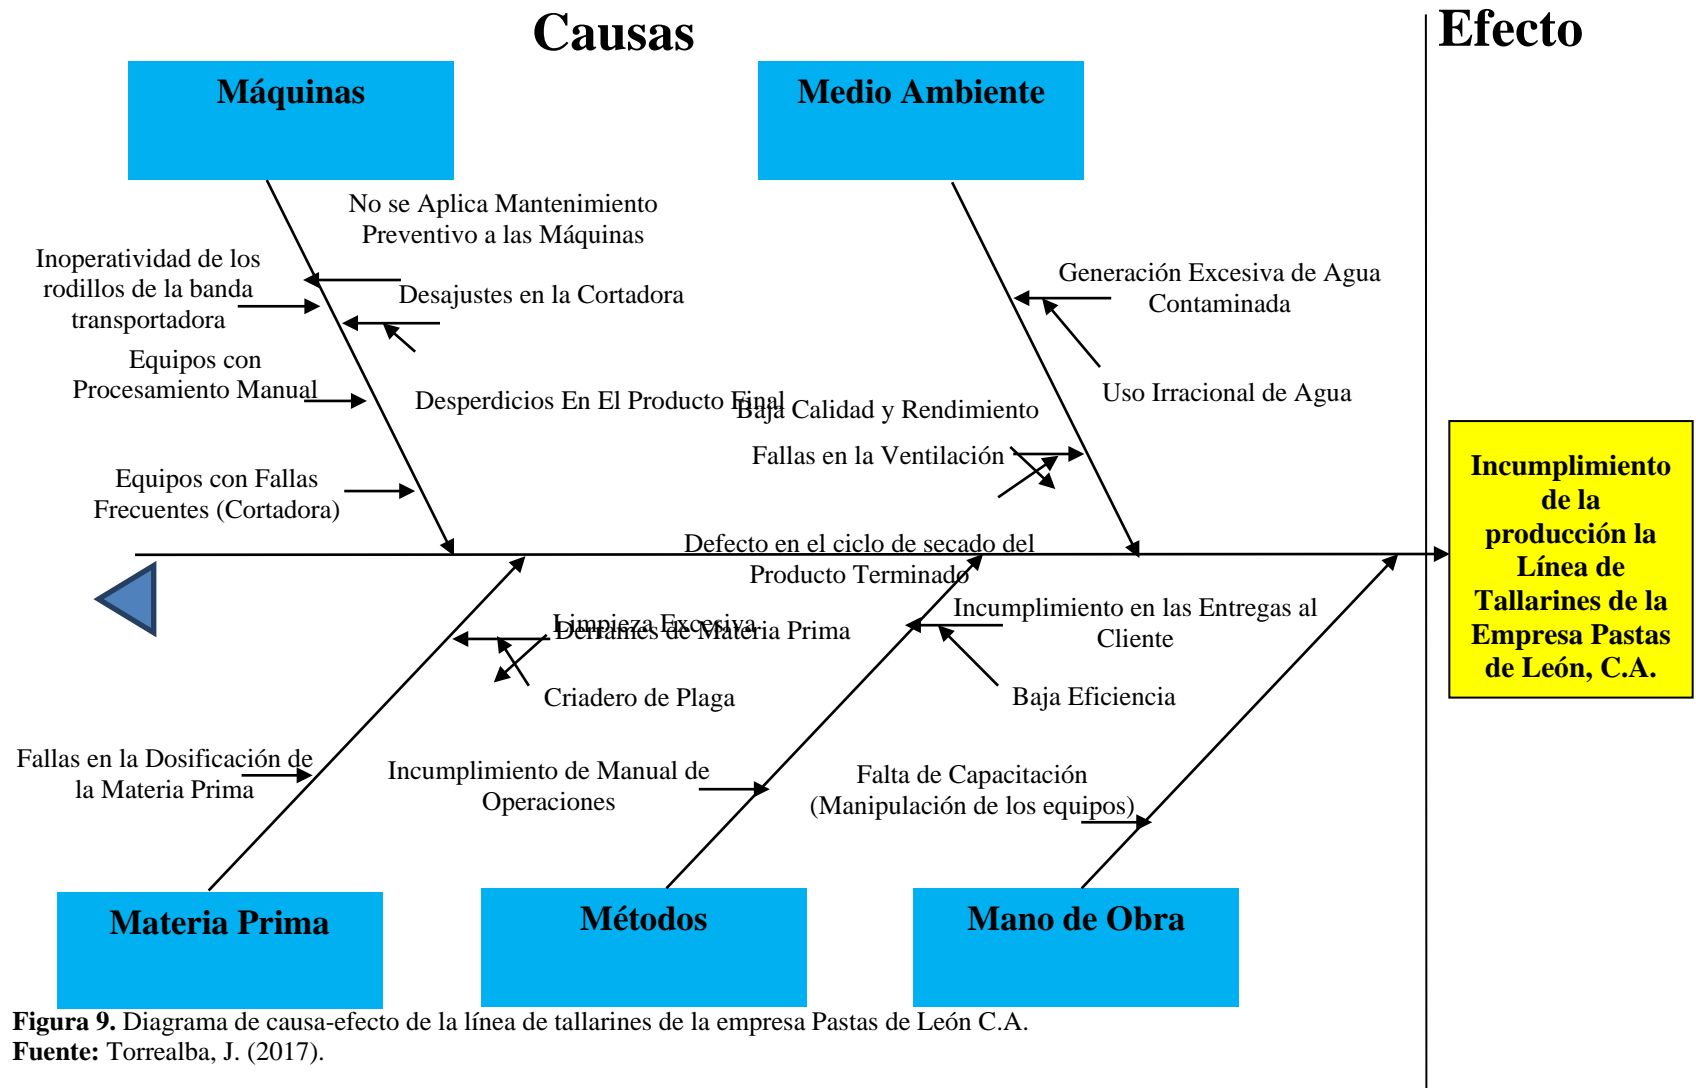 Causas
Efecto
Máquinas
Medio Ambiente
No se Aplica Mantenimiento
Preventivo a las Máquinas
Inoperatividad de los
rodillos de la banda
transportadora
Desajustes en la Cortadora
Generación Excesiva de Agua
Contaminada
Equipos con
Procesamiento Manual
Desperdicios En El Producto Final
Uso Irracional de Agua
Baja Calidad y Rendimiento
Fallas en la Ventilación
Equipos con Fallas
Frecuentes (Cortadora)
Incumplimiento
de la
producción la
Línea de
Tallarines de la
Empresa Pastas
de León, C.A.
Defecto en el ciclo de secado del
Producto Terminado
Limpieza Excesiva
Derrames de Materia Prima
Incumplimiento en las Entregas al
Cliente
Criadero de Plaga
Baja Eficiencia
Fallas en la Dosificación de
la Materia Prima
Incumplimiento de Manual de
Operaciones
Falta de Capacitación
(Manipulación de los equipos)
Materia Prima
Métodos
Mano de Obra
Figura 9. Diagrama de causa-efecto de la línea de tallarines de la empresa Pastas de León C.A.
Fuente: Torrealba, J. (2017).